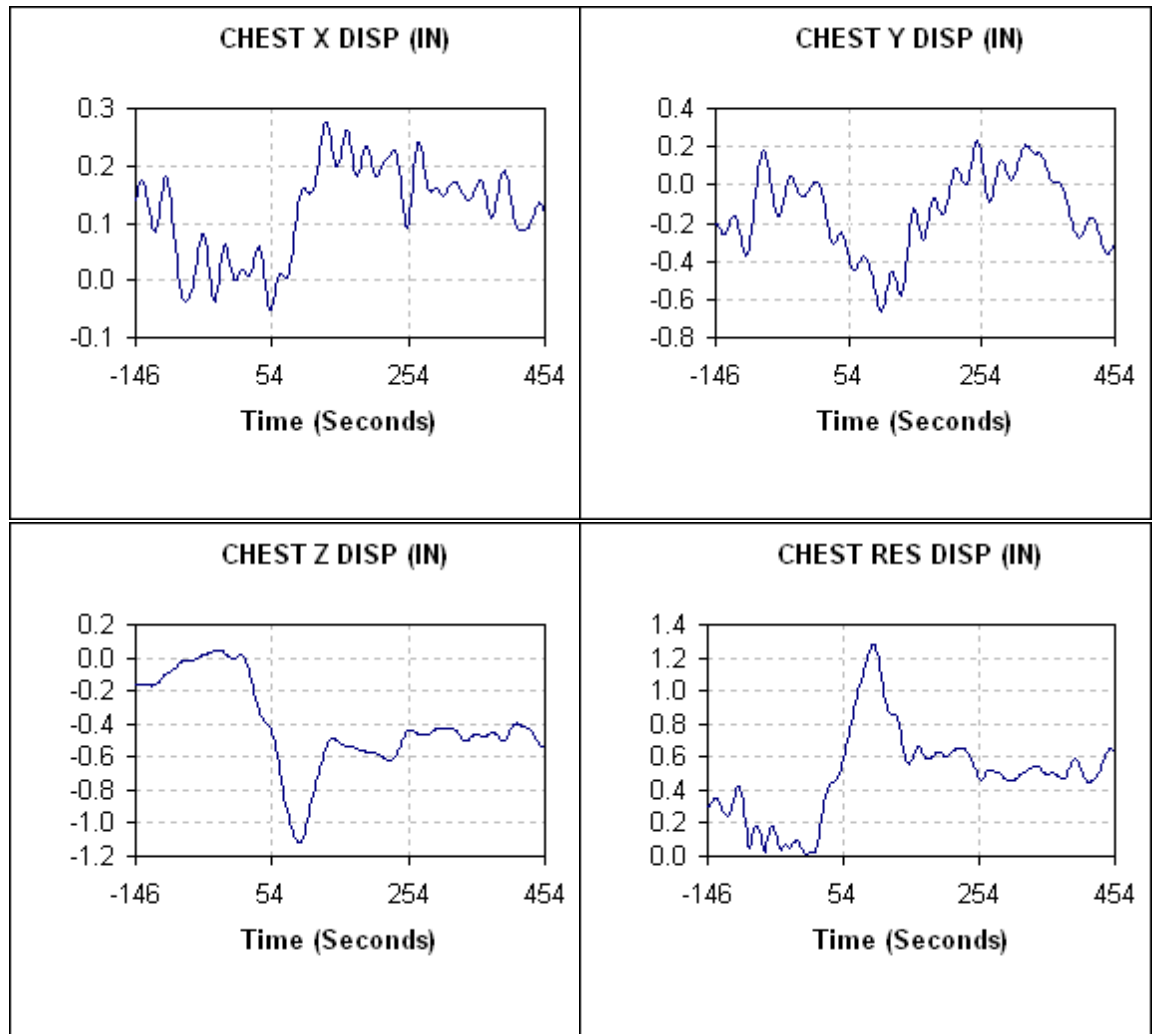 CHEST X DISP (IN)
0.3
0.2
0.1
0.0
-0.1
-146 54 254 454
Time (Seconds)
CHEST Y DISP (IN)
0.4
0.2
0.0
-0.2
-0.4
-0.6
-0.8
-146 54 254 454
Time (Seconds)
CHEST Z DISP (IN)
0.2
0.0
-0.2
-0.4
-0.6
-0.8
-1.0
-1.2
-146 54 254 454
Time (Seconds)
CHEST RES DISP (IN)
1.4
1.2
1.0
0.8
0.6
0.4
0.2
0.0
-146 54 254 454
Time (Seconds)